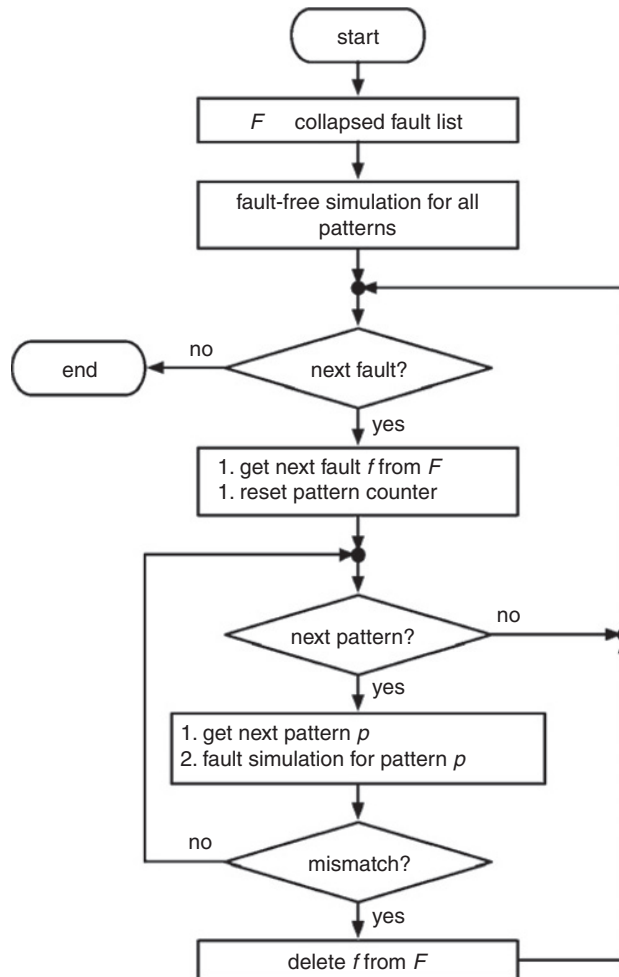 start
F collapsed fault list
fault-free simulation for all
patterns
no
end
next fault?
yes
1. get next fault f from F
1. reset pattern counter
next pattern?
no
yes
1. get next pattern p
2. fault simulation for pattern p
no
mismatch?
yes
delete f from F